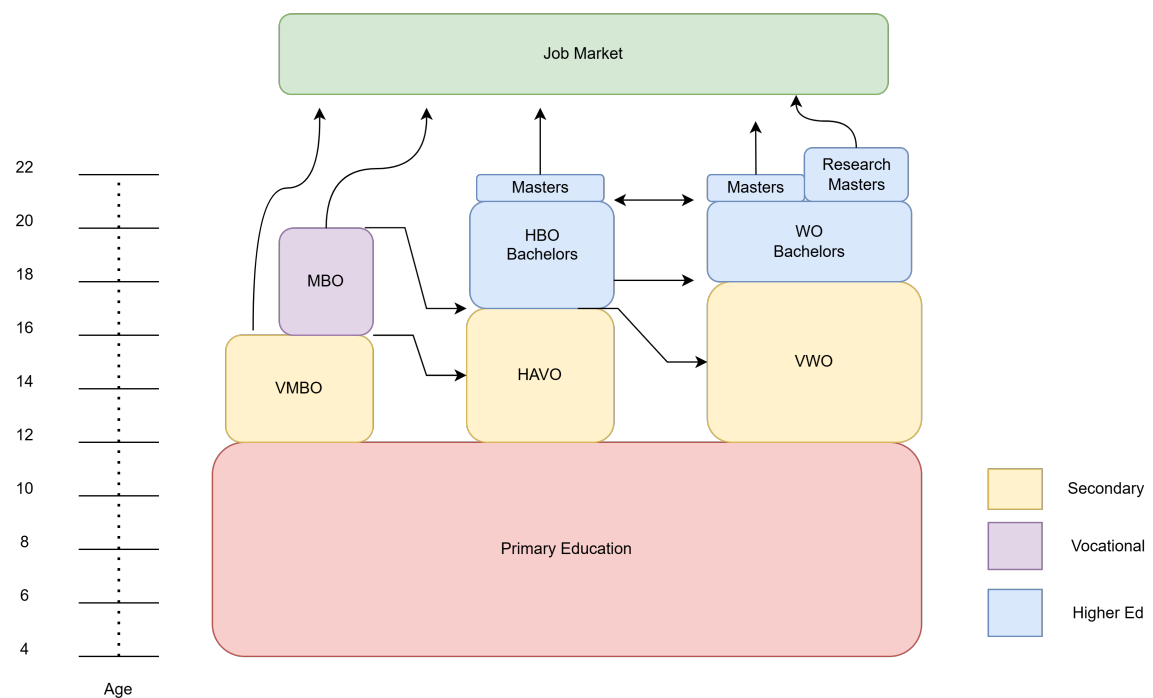 Job Market
22
20
18
16
14
12
10
8
6
4
Age
Masters
HBO
Bachelors
Masters
Research
Masters
WO
Bachelors
MBO
VMBO
HAVO
VWO
Primary Education
Secondary
Vocational
Higher Ed